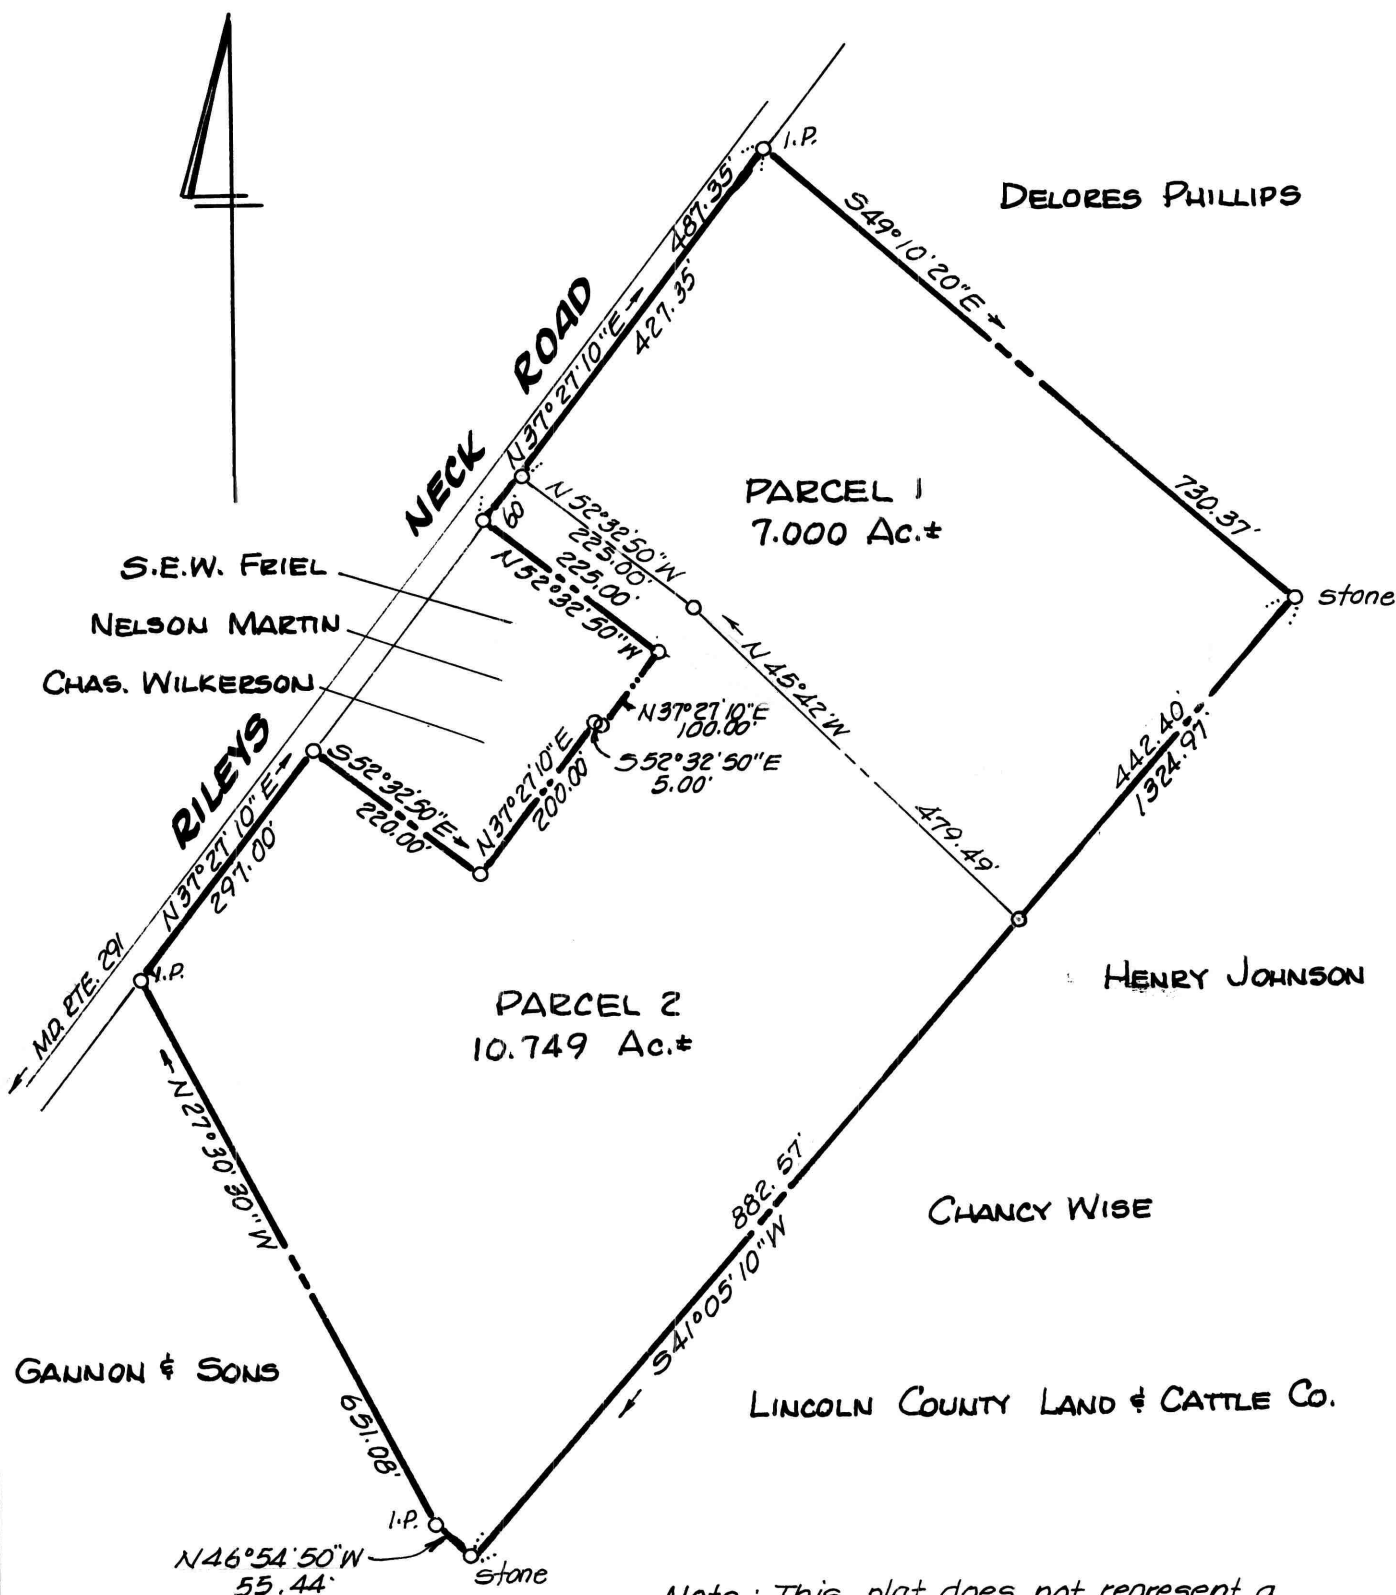 I.P.
DELORES PHILLIPS
487.35'
S49°10'20"E
N37°27'10"E
427.35'
RILEYS NECK ROAD
730.37'
PARCEL 1
7.000 Ac.±
60'
N52°32'50"W
225.00'
225.00'
N52°32'50"W
S.E.W. FRIEL
NELSON MARTIN
CHAS. WILKERSON
stone
N45°42'W
479.49'
N37°27'10"E
100.00'
S52°32'50"E
5.00'
442.40'
1324.97'
S52°32'50"E
220.00'
N37°27'10"E
200.00'
N37°27'10"E
297.00'
MD. RTE. 291
I.P.
HENRY JOHNSON
PARCEL 2
10.749 Ac.±
N27°30'30"W
651.08'
882.57'
S41°05'10"W
CHANCY WISE
GANNON & SONS
LINCOLN COUNTY LAND & CATTLE CO.
I.P.
N46°54'50"W
55.44'
stone
Note: This plat does not represent a